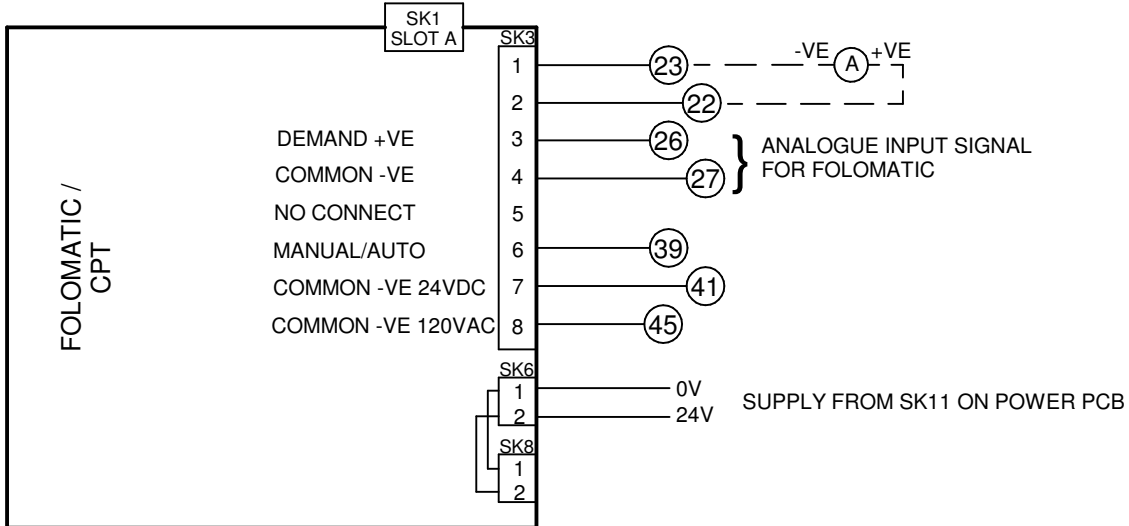 SK1
SLOT A
SK3
1 23 -VE A +VE
2 22
DEMAND +VE 3 26
COMMON -VE 4 27
} ANALOGUE INPUT SIGNAL
FOR FOLOMATIC
NO CONNECT 5
MANUAL/AUTO 6 39
COMMON -VE 24VDC 7 41
COMMON -VE 120VAC 8 45
FOLOMATIC /
CPT
SK6
1 0V
2 24V
SUPPLY FROM SK11 ON POWER PCB
SK8
1
2